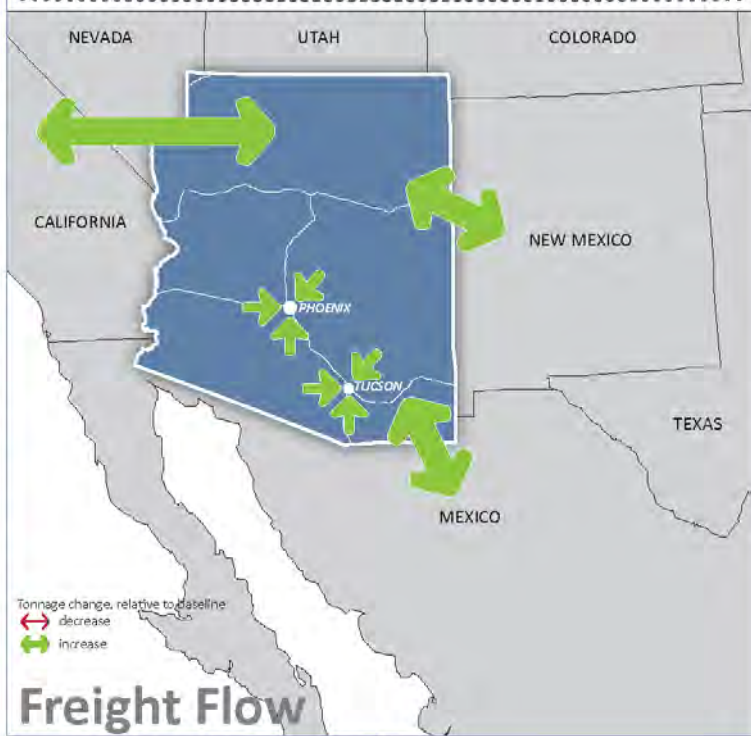 NEVADA
UTAH
COLORADO
CALIFORNIA
NEW MEXICO
PHOENIX
TUCSON
TEXAS
MEXICO
Tonnage change, relative to baseline
decrease
increase
Freight Flow